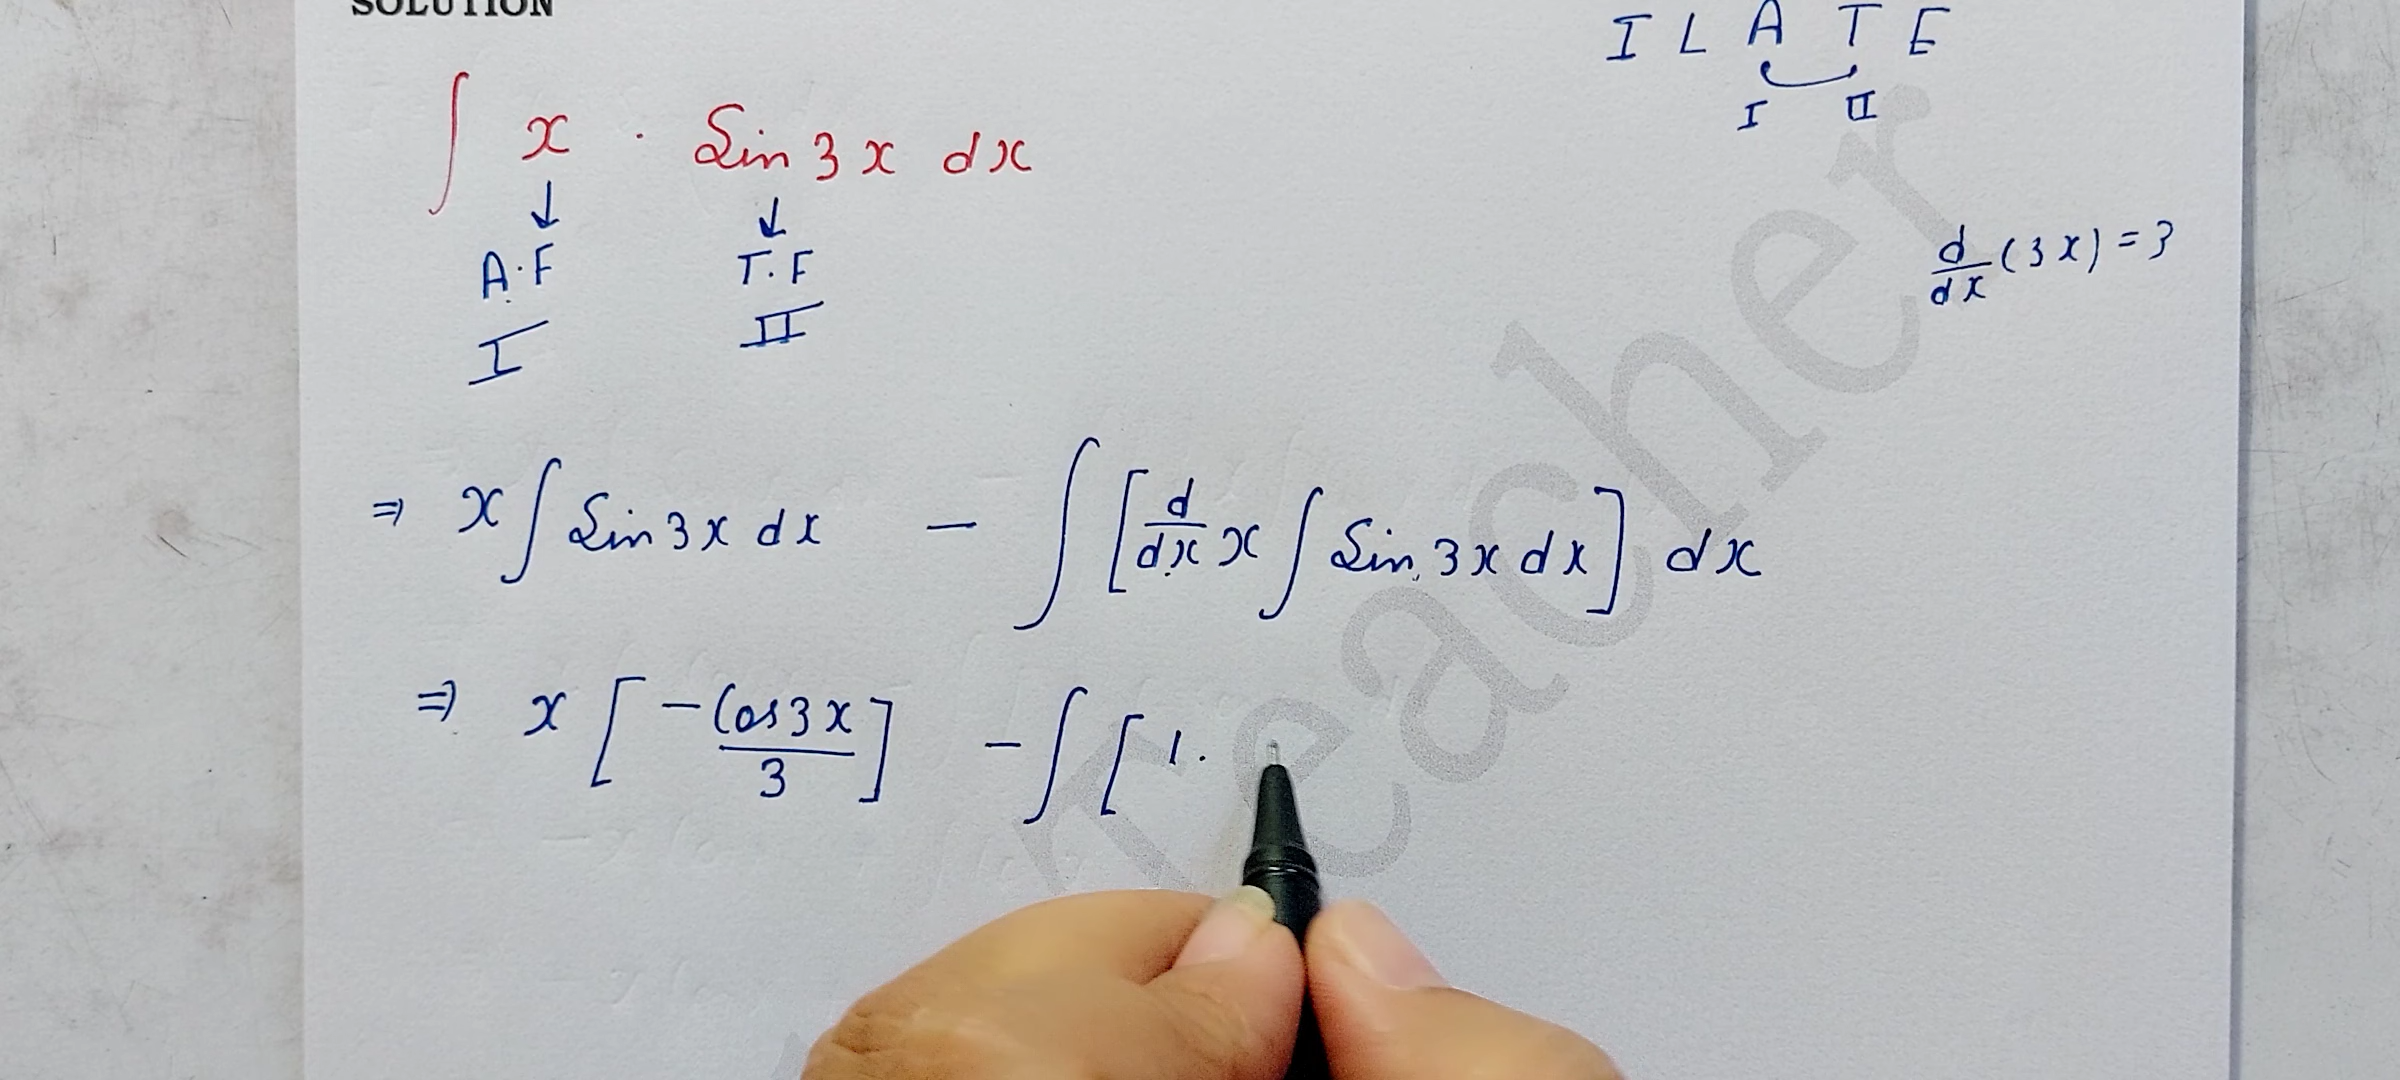 SOLUTION
I L A T E
I II
∫ x · Sin 3x dx
↓ ↓
A.F T.F
I II
d/dx (3x) = 3
⇒ x ∫ Sin 3x dx − ∫ [d/dx x ∫ Sin 3x dx] dx
⇒ x [−Cos 3x / 3] − ∫ [1.
Teacher